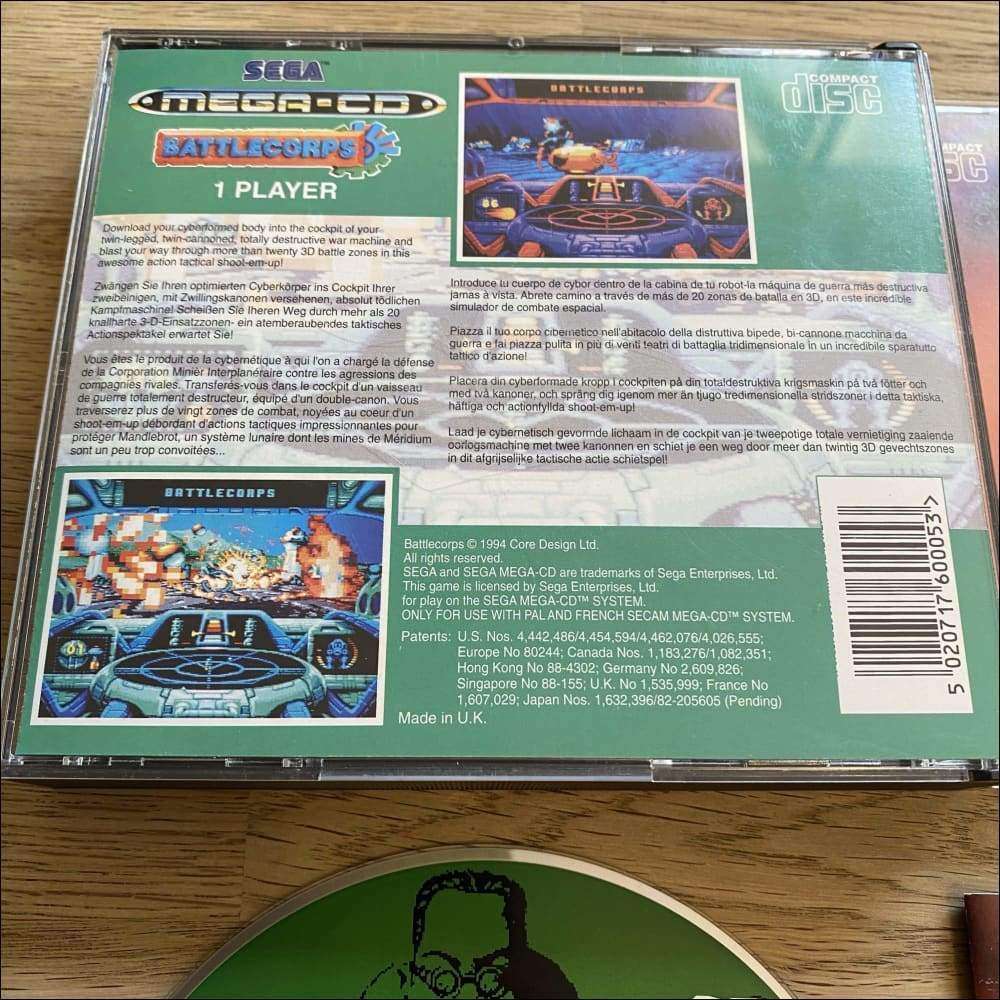 SEGA™
MEGA-CD
BATTLECORPS
1 PLAYER
BATTLECORPS
COMPACT
disc
COMPACT
Download your cyberformed body into the cockpit of your
twin-legged, twin-cannoned, totally destructive war machine and
blast your way through more than twenty 3D battle zones in this
awesome action tactical shoot-em-up!
Zwängen Sie Ihren optimierten Cyberkörper ins Cockpit Ihrer
zweibeinigen, mit Zwillingskanonen versehenen, absolut tödlichen
Kampfmaschine! Scheißen Sie Iheren Weg durch mehr als 20
knallharte 3-D-Einsatzzonen- ein atemberaubendes taktisches
Actionspektakel erwartet Sie!
Vous êtes le produit de la cybernétique à qui l'on a chargé la défense
de la Corporation Minièr Interplanéraire contre les agressions des
compagnies rivales. Transferés-vous dans le cockpit d'un vaisseau
de guerre totalement destructeur, équipé d'un double-canon. Vous
traverserez plus de vingt zones de combat, noyées au coeur d'un
shoot-em-up débordant d'actions tactiques impressionnantes pour
protéger Mandlebrot, un système lunaire dont les mines de Méridium
sont un peu trop convoitées...
Introduce tu cuerpo de cybor dentro de la cabina de tu robot-la máquina de guerra más destructiva
jamas à vista. Abrete camino a través de más de 20 zonas de batalla en 3D, en este incredible
simulador de combate espacial.
Piazza il tuo corpo cibernetico nell'abitacolo della distruttiva bipede, bi-cannone macchina da
guerra e fai piazza pulita in più di venti teatri di battaglia tridimensionale in un incredibile sparatutto
tattico d'azione!
Placera din cyberformade kropp i cockpiten på din totaldestruktiva krigsmaskin på två fötter och
med två kanoner, och spräng dig igenom mer än tjugo tredimensionella stridszoner i detta taktiska,
häftiga och actionfyllda shoot-em-up!
Laad je cybernetisch gevormde lichaam in de cockpit van je tweepotige totale vernietiging zaaiende
oorlogsmachine met twee kanonnen en schiet je een weg door meer dan twintig 3D gevechtszones
in dit afgrijselijke tactische actie schietspel!
BATTLECORPS
01
Battlecorps © 1994 Core Design Ltd.
All rights reserved.
SEGA and SEGA MEGA-CD are trademarks of Sega Enterprises, Ltd.
This game is licensed by Sega Enterprises, Ltd.
for play on the SEGA MEGA-CD™ SYSTEM.
ONLY FOR USE WITH PAL AND FRENCH SECAM MEGA-CD™ SYSTEM.
Patents: U.S. Nos. 4,442,486/4,454,594/4,462,076/4,026,555;
Europe No 80244; Canada Nos. 1,183,276/1,082,351;
Hong Kong No 88-4302; Germany No 2,609,826;
Singapore No 88-155; U.K. No 1,535,999; France No
1,607,029; Japan Nos. 1,632,396/82-205605 (Pending)
Made in U.K.
5 020717 600053 >